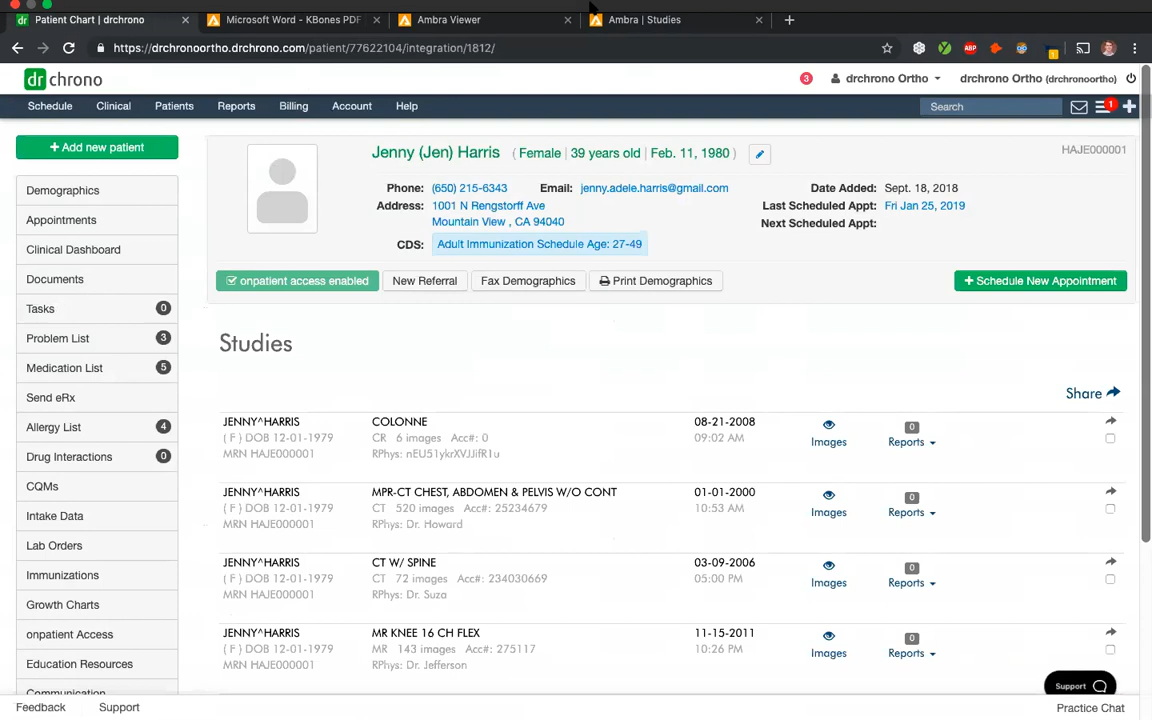 dr Patient Chart | drchrono
Microsoft Word - KBones PDF
Ambra Viewer
Ambra | Studies
https://drchronoortho.drchrono.com/patient/77622104/integration/1812/
ABP
dr chrono
3
drchrono Ortho
drchrono Ortho (drchronoortho)
Schedule Clinical Patients Reports Billing Account Help
Search
1
+ Add new patient
Demographics
Appointments
Clinical Dashboard
Documents
Tasks 0
Problem List 3
Medication List 5
Send eRx
Allergy List 4
Drug Interactions 0
CQMs
Intake Data
Lab Orders
Immunizations
Growth Charts
onpatient Access
Education Resources
Communication
Jenny (Jen) Harris ( Female | 39 years old | Feb. 11, 1980 )
HAJE000001
Phone: (650) 215-6343 Email: jenny.adele.harris@gmail.com
Address: 1001 N Rengstorff Ave
Mountain View , CA 94040
CDS: Adult Immunization Schedule Age: 27-49
Date Added: Sept. 18, 2018
Last Scheduled Appt: Fri Jan 25, 2019
Next Scheduled Appt:
onpatient access enabled New Referral Fax Demographics Print Demographics + Schedule New Appointment
Studies
Share
JENNY^HARRIS COLONNE 08-21-2008 0
( F ) DOB 12-01-1979 CR 6 images Acc#: 0 09:02 AM Images Reports
MRN HAJE000001 RPhys: nEU51ykrXVJJifR1u
JENNY^HARRIS MPR-CT CHEST, ABDOMEN & PELVIS W/O CONT 01-01-2000 0
( F ) DOB 12-01-1979 CT 520 images Acc#: 25234679 10:53 AM Images Reports
MRN HAJE000001 RPhys: Dr. Howard
JENNY^HARRIS CT W/ SPINE 03-09-2006 0
( F ) DOB 12-01-1979 CT 72 images Acc#: 234030669 05:00 PM Images Reports
MRN HAJE000001 RPhys: Dr. Suza
JENNY^HARRIS MR KNEE 16 CH FLEX 11-15-2011 0
( F ) DOB 12-01-1979 MR 143 images Acc#: 275117 10:26 PM Images Reports
MRN HAJE000001 RPhys: Dr. Jefferson
Support
Feedback Support Practice Chat